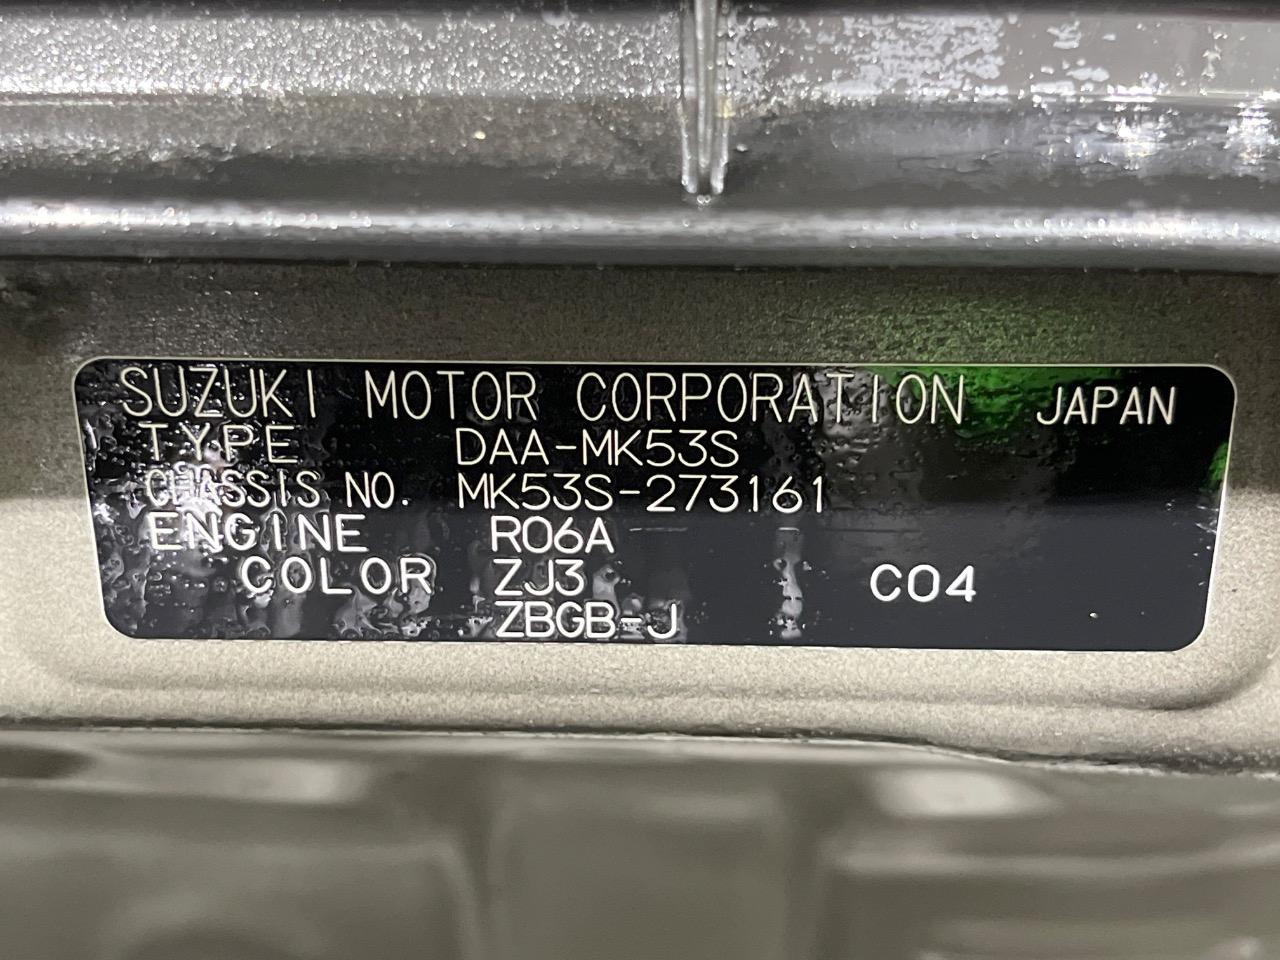 SUZUKI MOTOR CORPORATION JAPAN
TYPE DAA-MK53S
CHASSIS NO. MK53S-273161
ENGINE R06A
COLOR ZJ3 C04
ZBGB-J